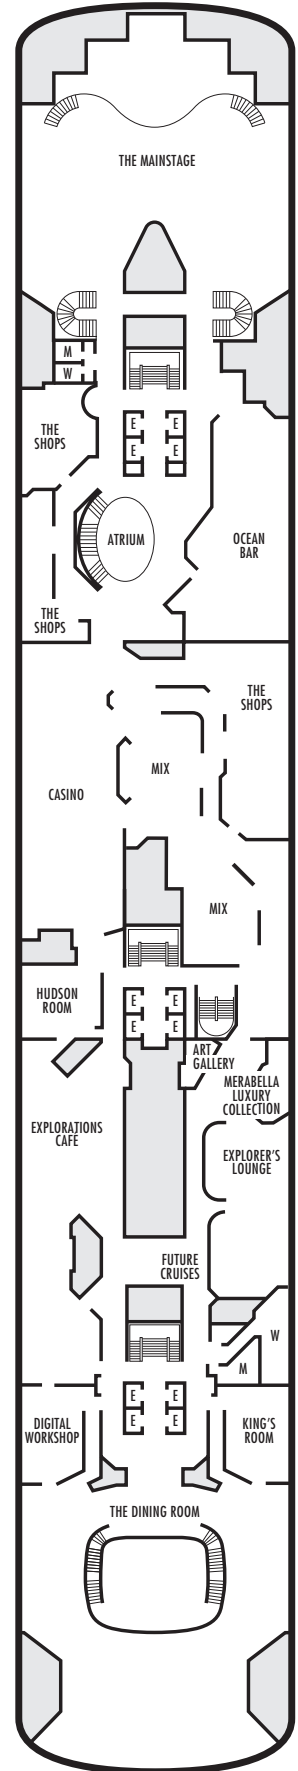 THE MAINSTAGE
M
W
THE
SHOPS
E
E
E
E
ATRIUM
OCEAN
BAR
THE
SHOPS
THE
SHOPS
MIX
CASINO
MIX
HUDSON
ROOM
E
E
E
E
ART
GALLERY
MERABELLA
LUXURY
COLLECTION
EXPLORATIONS
CAFE
EXPLORER'S
LOUNGE
FUTURE
CRUISES
W
M
E
E
E
E
DIGITAL
WORKSHOP
KING'S
ROOM
THE DINING ROOM